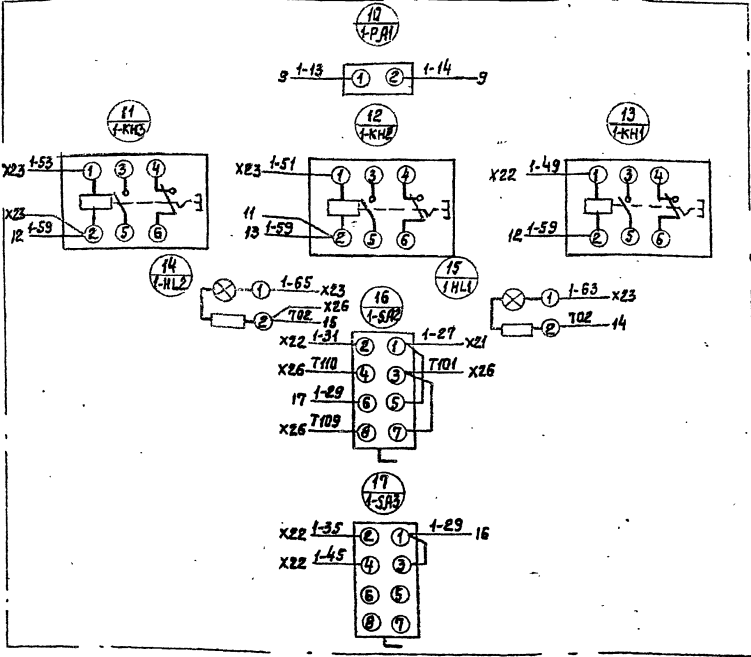 10
1-PA1
9 1-13 1 2 1-14 9
11
1-KH3
12
1-KH2
13
1-KH1
X23 1-53 1 3 4
X23
12 1-59 2 5 6
X23 1-51 1 3 4
11
13 1-59 2 5 6
X22 1-49 1 3 4
12 1-59 2 5 6
14
1-HL2
15
1HL1
1 1-65 X23
X26
2 702 15
1 1-63 X23
2 702 14
16
1-SA2
X22 1-31 2 1 1-27 X21
X26 T110 4 3 T101 X26
17 1-29 6 5
X26 T109 8 7
17
1-SA3
X22 1-35 2 1 1-29 16
X22 1-45 4 3
6 5
8 7